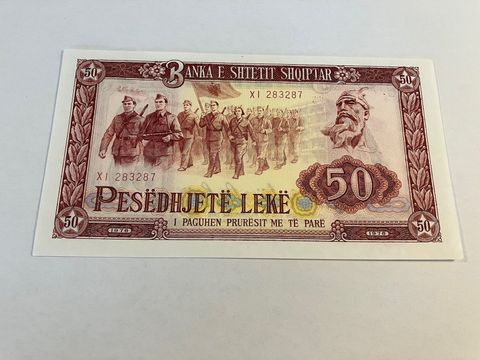 50 BANKA E SHTETIT SHQIPTAR 50
XI 283287
XI 283287
50
PESËDHJETË LEKË
I PAGUHEN PRURËSIT ME TË PARË
50 50
1976 1976